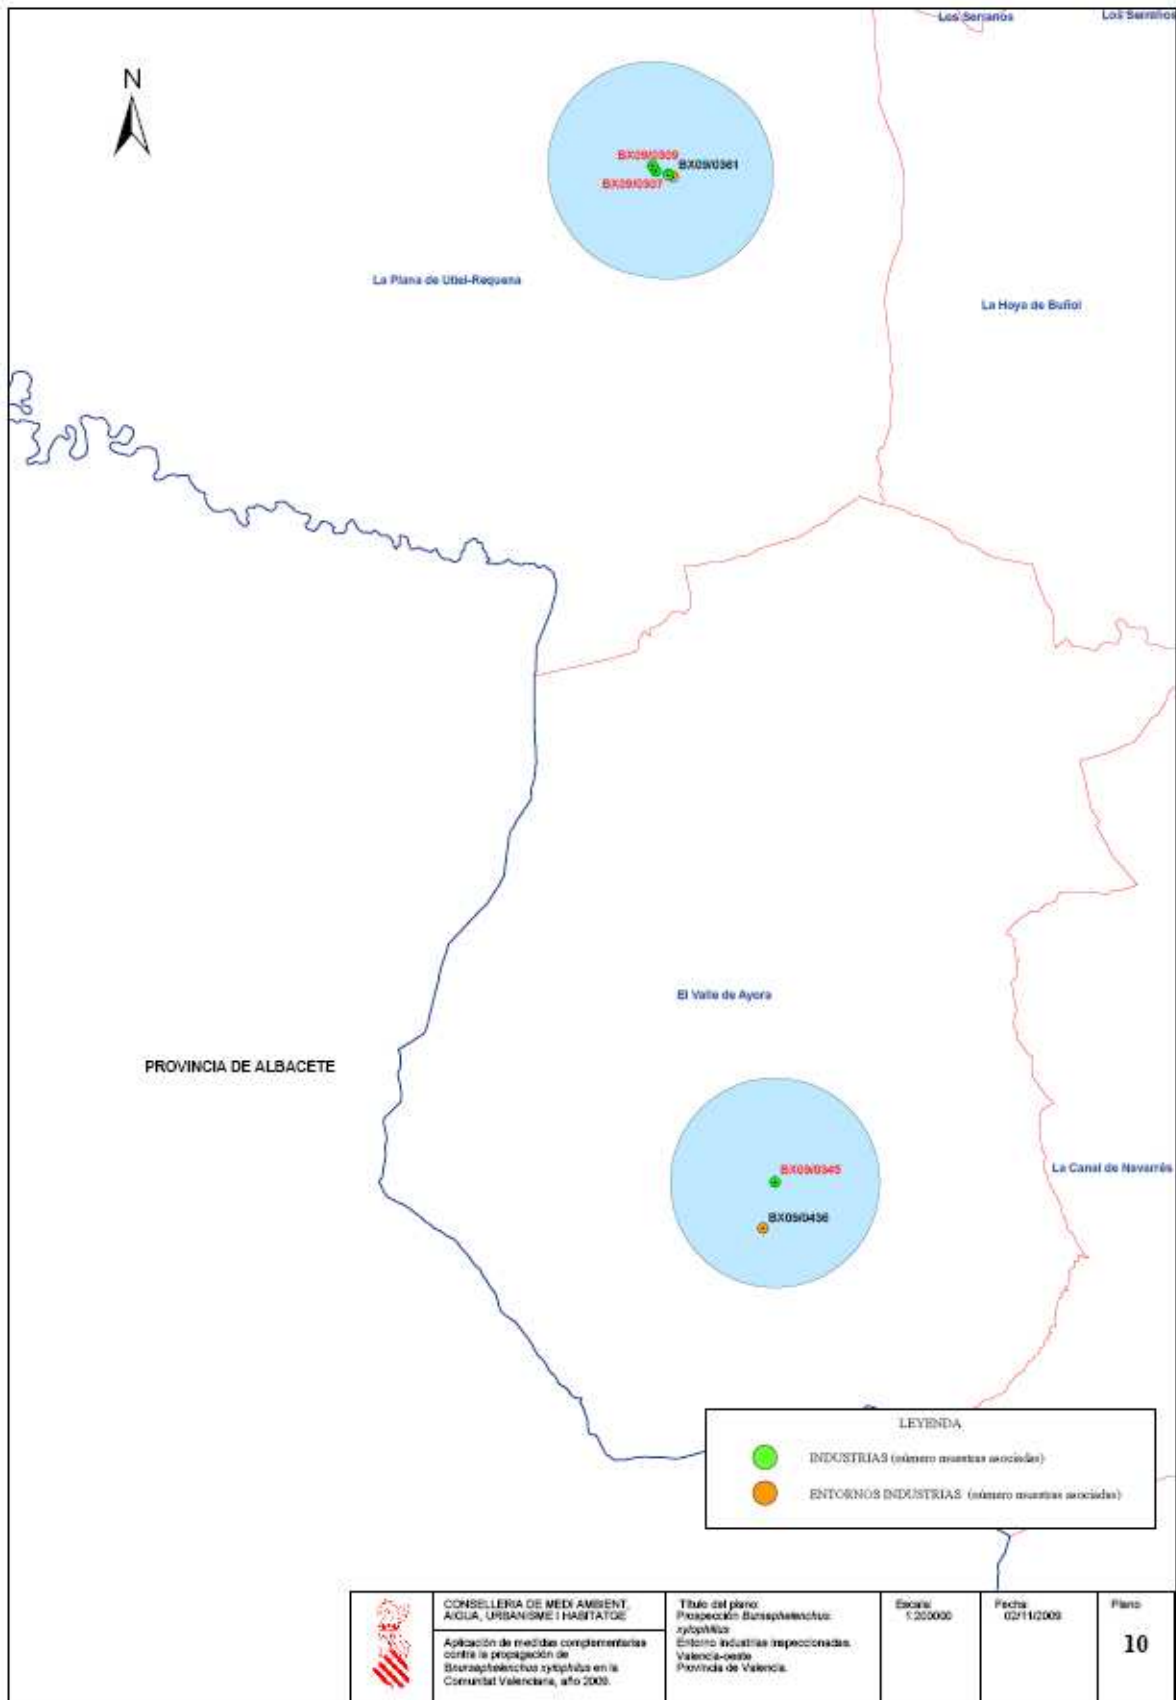 Los Serranos
Los Serranos
N
BX09/0309
BX09/0361
BX09/0307
La Plana de Utiel-Requena
La Hoya de Buñol
El Valle de Ayora
PROVINCIA DE ALBACETE
BX09/0345
La Canal de Navarrés
BX09/0436
LEYENDA
INDUSTRIAS (número muestras asociadas)
ENTORNOS INDUSTRIAS (número muestras asociadas)
CONSELLERIA DE MEDI AMBIENT,
AIGUA, URBANISME I HABITATGE
Aplicación de medidas complementarias
contra la propagación de
Bursaphelenchus xylophilus en la
Comunitat Valenciana, año 2009.
Título del plano:
Prospección Bursaphelenchus
xylophilus
Entorno industrias inspeccionadas.
Valencia-oeste
Provincia de Valencia.
Escala:
1:200000
Fecha:
02/11/2009
Plano:
10